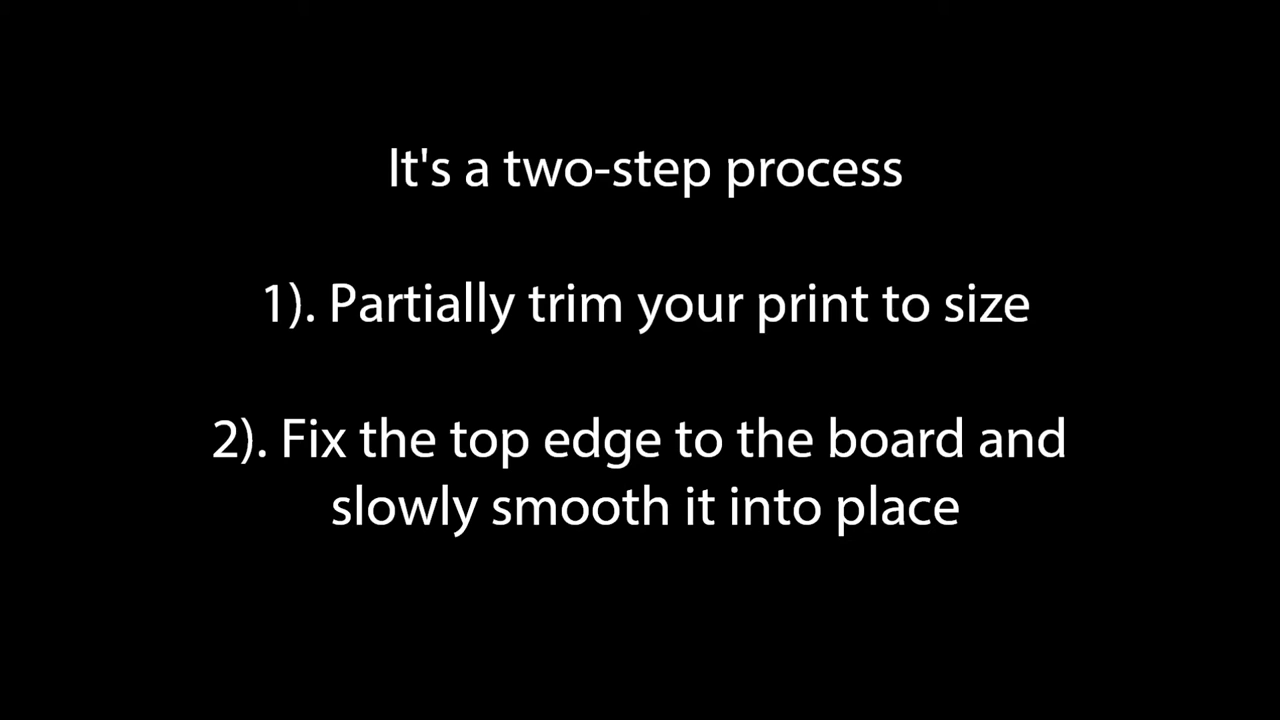 It's a two-step process
1). Partially trim your print to size
2). Fix the top edge to the board and
slowly smooth it into place